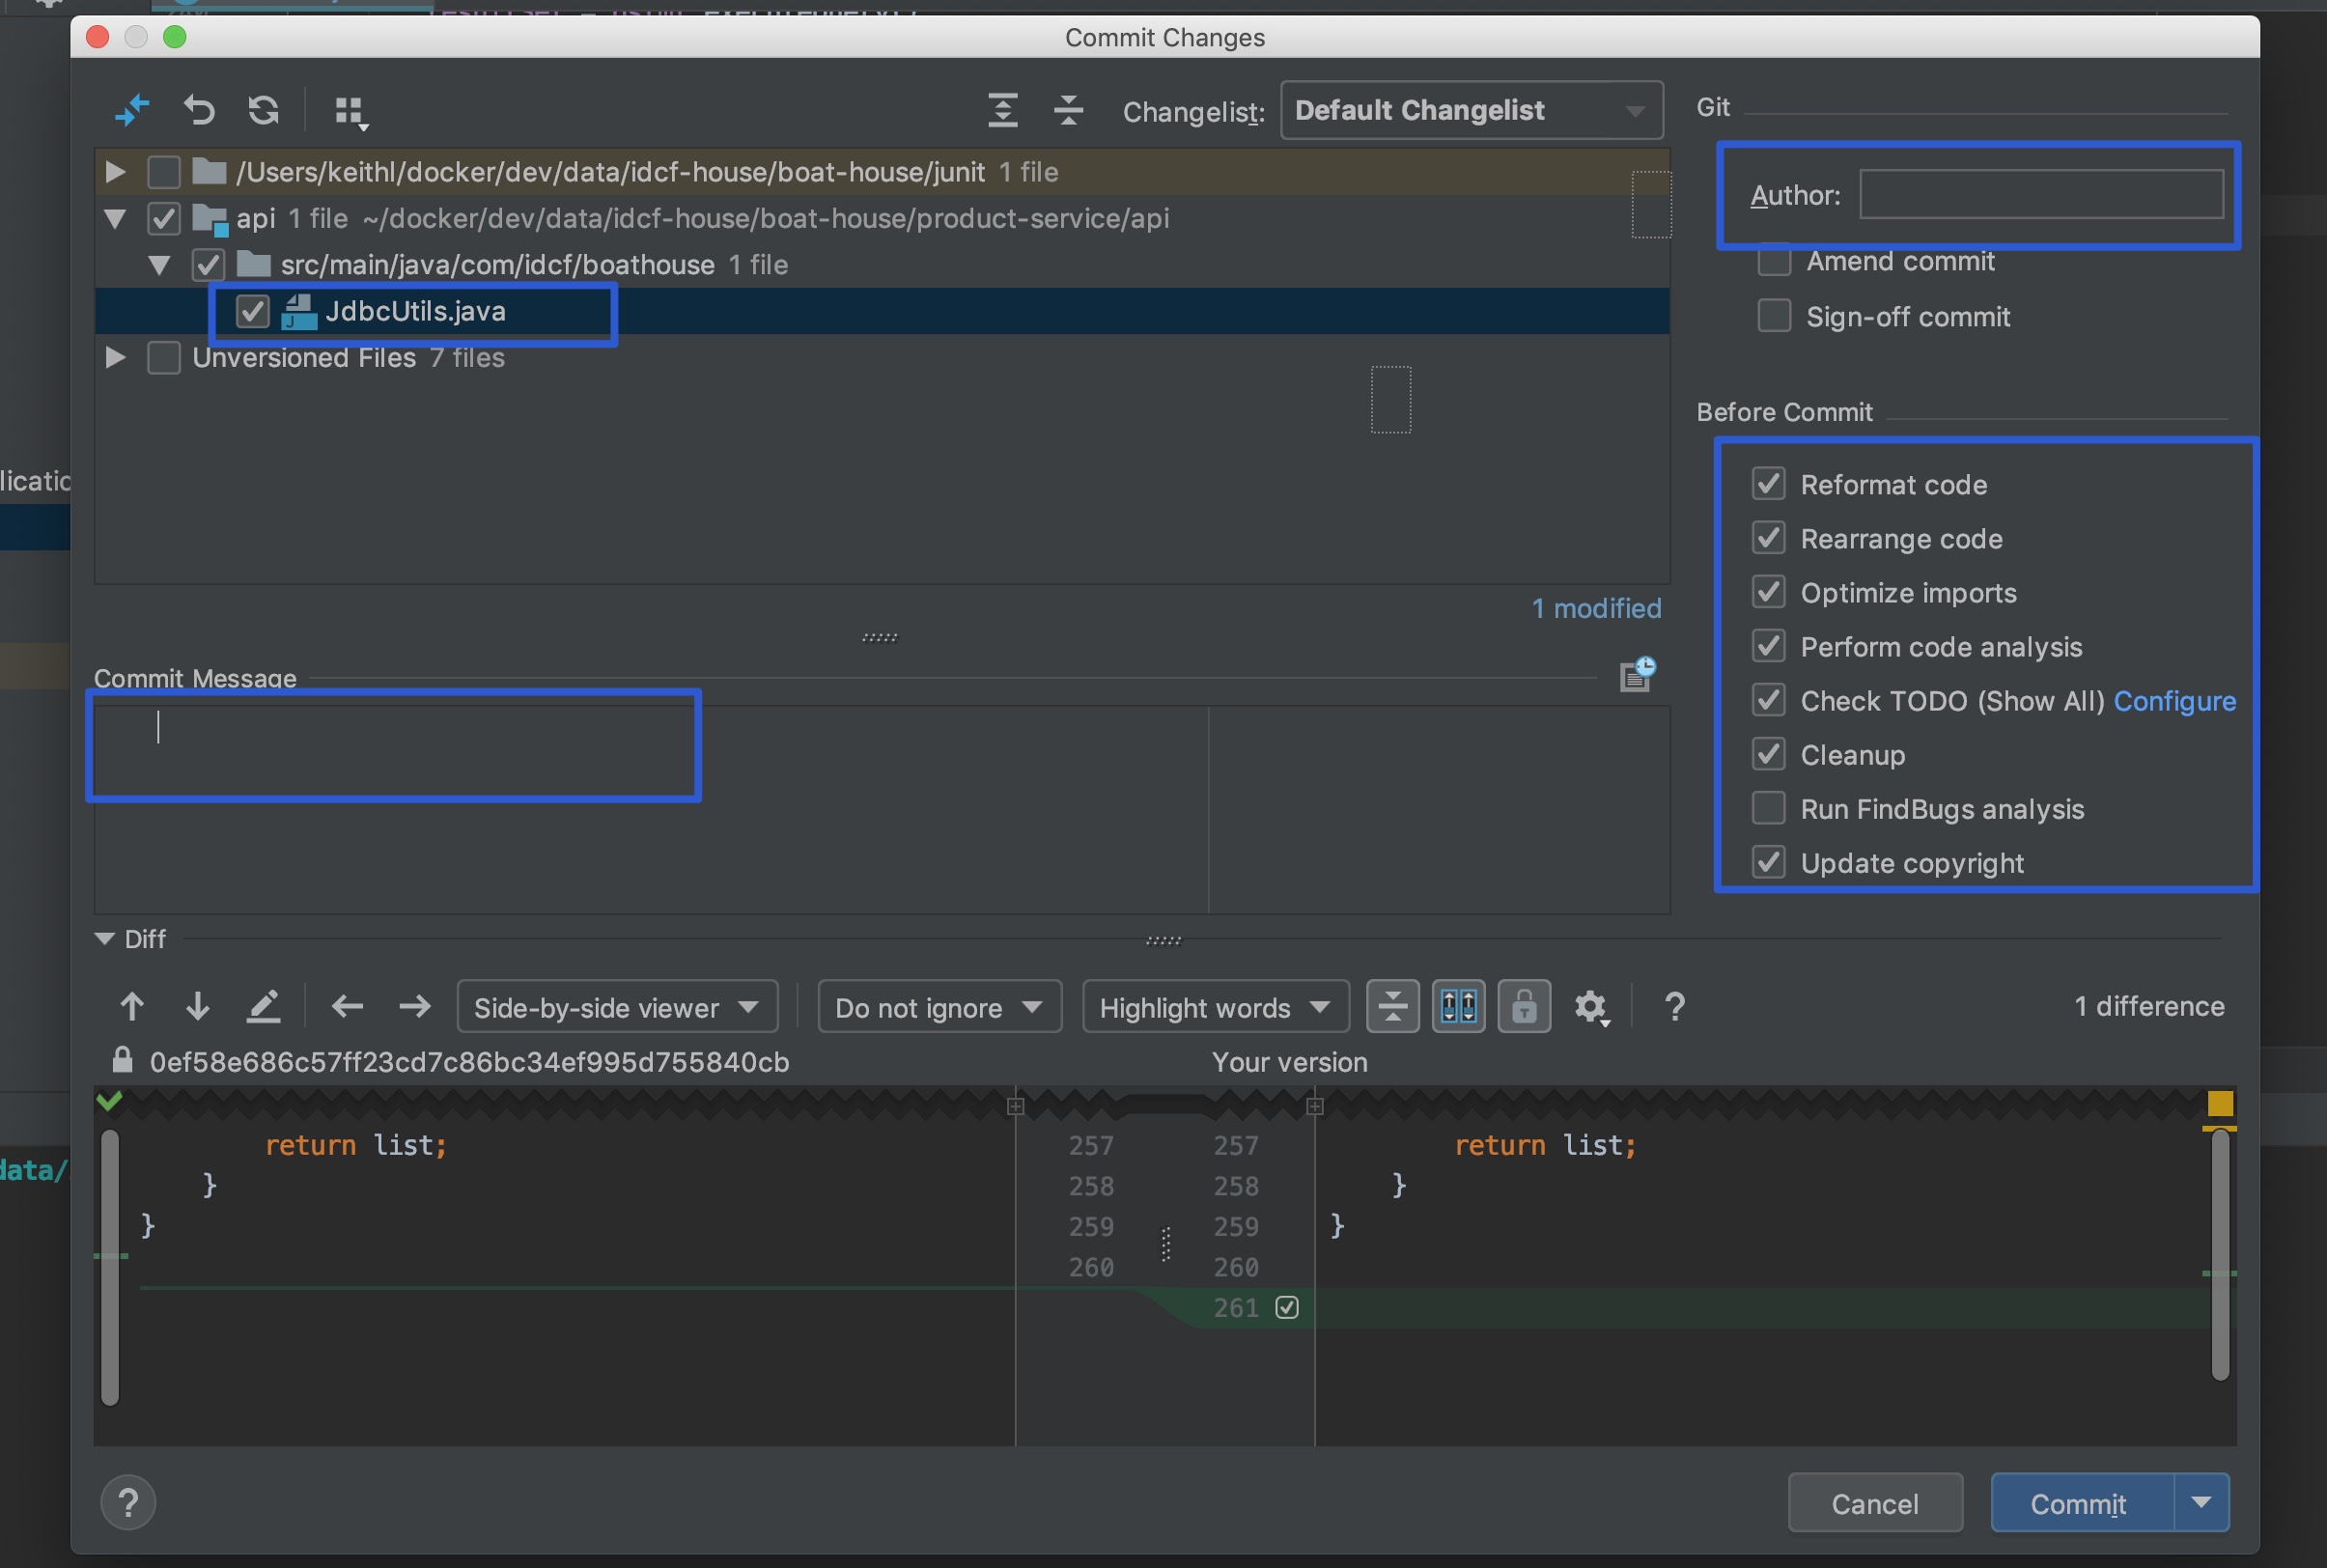 Commit Changes
Changelist: Default Changelist
Git
/Users/keithl/docker/dev/data/idcf-house/boat-house/junit 1 file
Author:
api 1 file ~/docker/dev/data/idcf-house/boat-house/product-service/api
src/main/java/com/idcf/boathouse 1 file
Amend commit
JdbcUtils.java
Sign-off commit
Unversioned Files 7 files
Before Commit
Reformat code
Rearrange code
Optimize imports
1 modified
Perform code analysis
Commit Message
Check TODO (Show All) Configure
Cleanup
Run FindBugs analysis
Update copyright
Diff
Side-by-side viewer
Do not ignore
Highlight words
?
1 difference
0ef58e686c57ff23cd7c86bc34ef995d755840cb
Your version
return list; 257 257 return list;
} 258 258 }
} 259 259 }
260 260
261
data/
? Cancel Commit